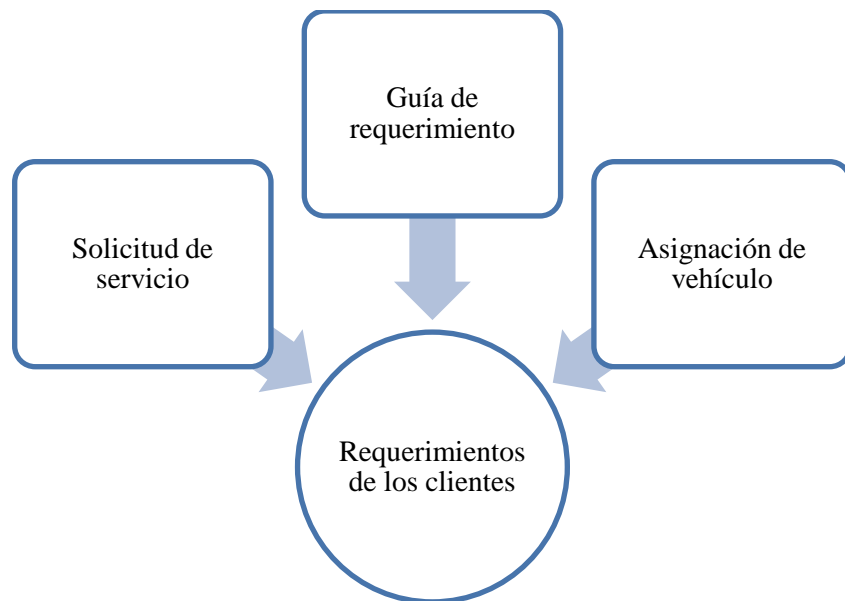 Guía de
requerimiento
Solicitud de
servicio
Asignación de
vehículo
Requerimientos
de los clientes